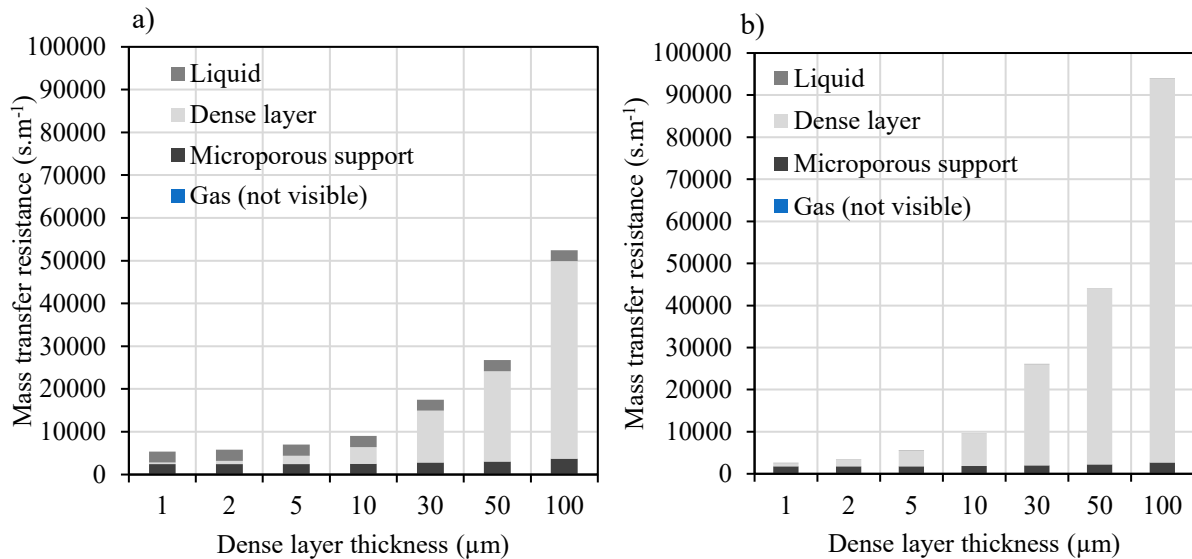 a)
100000
90000
80000
70000
60000
50000
40000
30000
20000
10000
0
Mass transfer resistance (s.m⁻¹)
Liquid
Dense layer
Microporous support
Gas (not visible)
1 2 5 10 30 50 100
Dense layer thickness (µm)
b)
100000
90000
80000
70000
60000
50000
40000
30000
20000
10000
0
Mass transfer resistance (s.m⁻¹)
Liquid
Dense layer
Microporous support
Gas (not visible)
1 2 5 10 30 50 100
Dense layer thickness (µm)